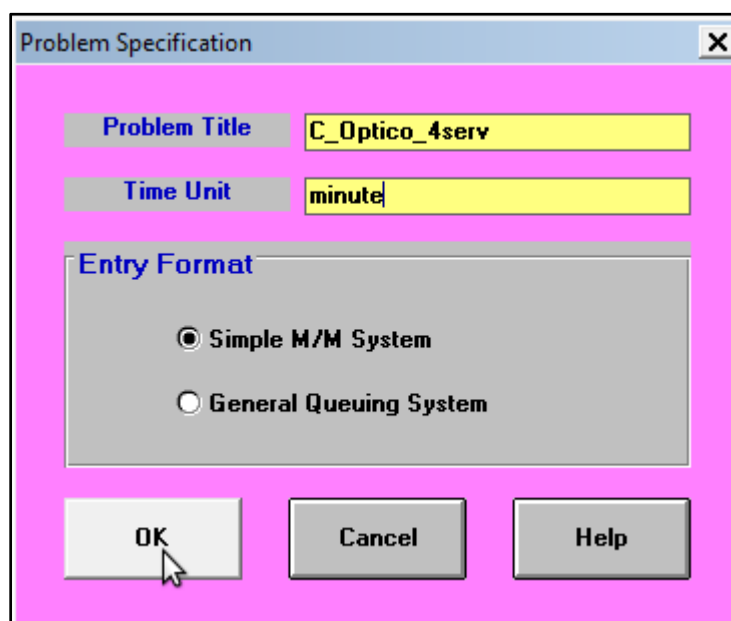 Problem Specification
Problem Title C_Optico_4serv
Time Unit minute
Entry Format
Simple M/M System
General Queuing System
OK Cancel Help